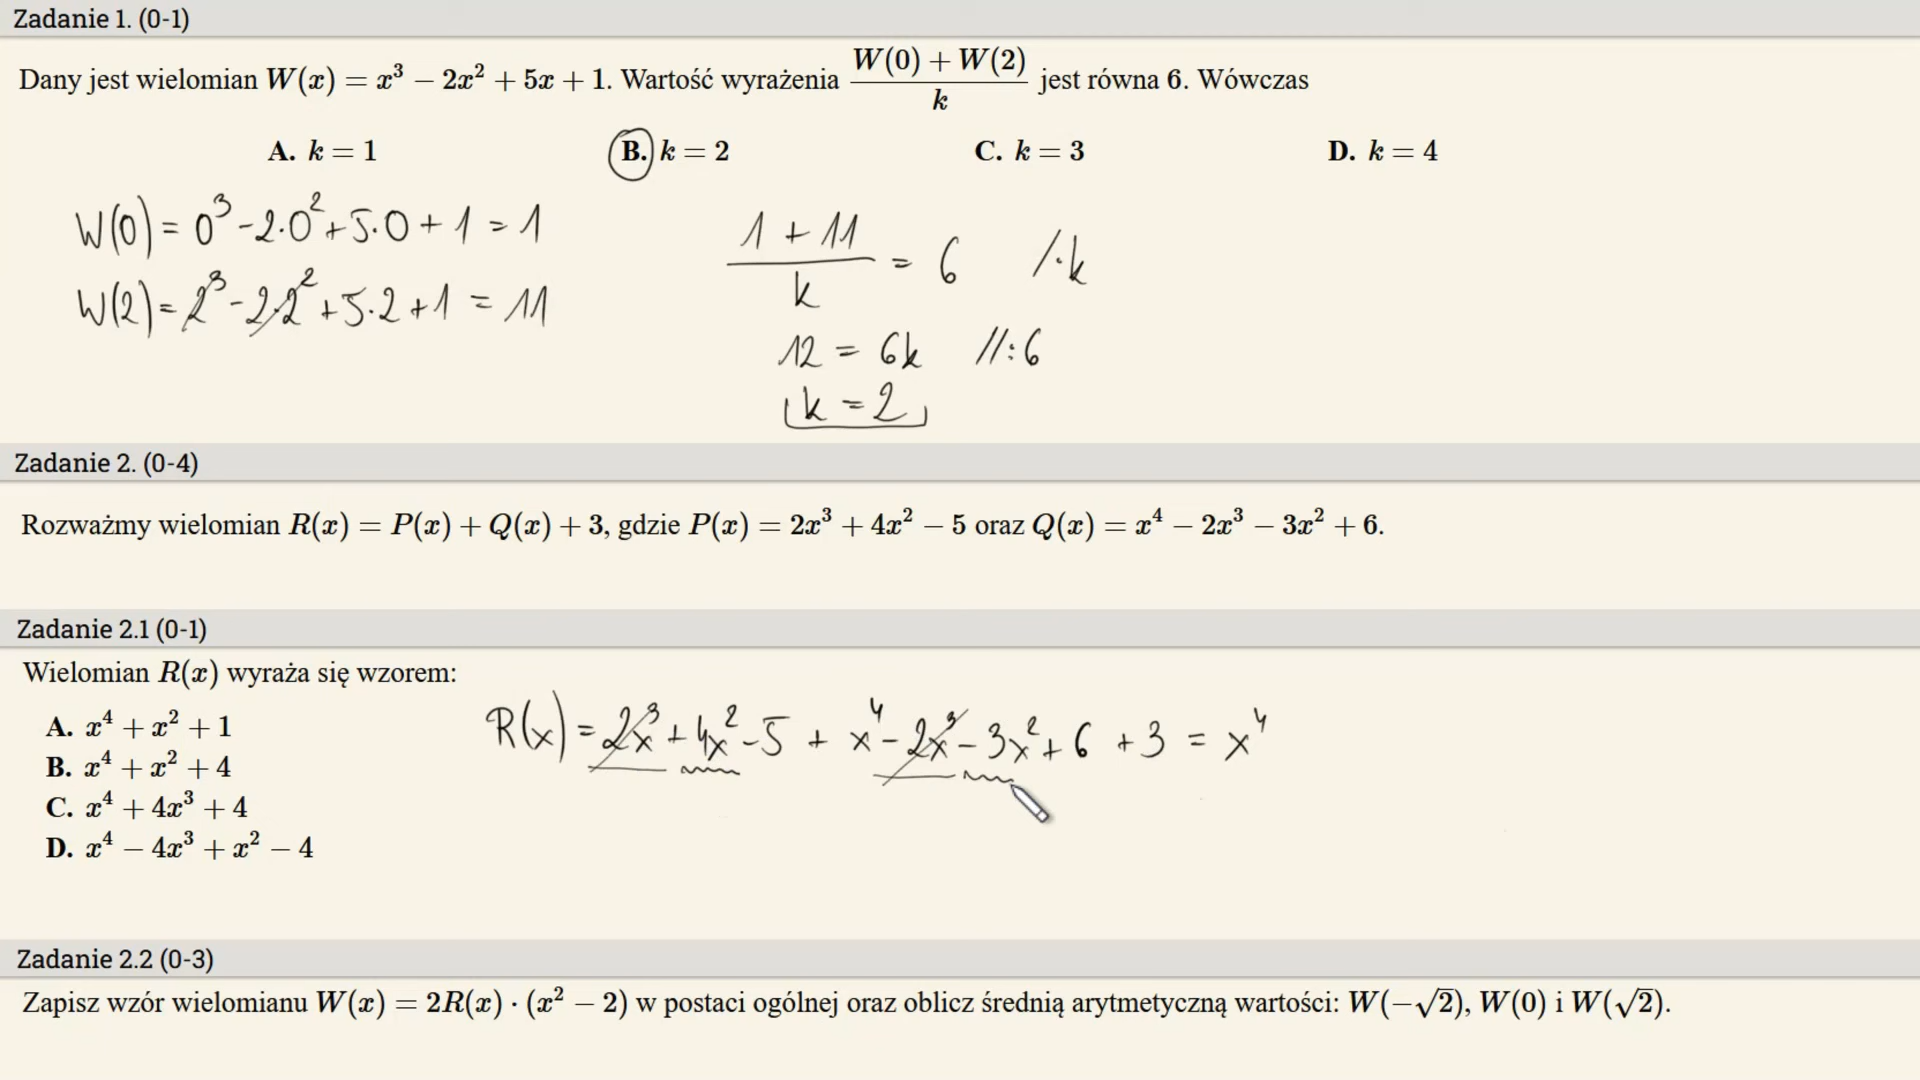 Zadanie 1. (0-1)
Dany jest wielomian W(x) = x³ − 2x² + 5x + 1. Wartość wyrażenia (W(0) + W(2))/k jest równa 6. Wówczas
A. k = 1 B. k = 2 C. k = 3 D. k = 4
W(0) = 0³ - 2·0² + 5·0 + 1 = 1
W(2) = 2³ - 2·2² + 5·2 + 1 = 11
(1 + 11)/k = 6 /·k
12 = 6k //:6
k = 2
Zadanie 2. (0-4)
Rozważmy wielomian R(x) = P(x) + Q(x) + 3, gdzie P(x) = 2x³ + 4x² − 5 oraz Q(x) = x⁴ − 2x³ − 3x² + 6.
Zadanie 2.1 (0-1)
Wielomian R(x) wyraża się wzorem:
R(x) = 2x³ + 4x² - 5 + x⁴ - 2x³ - 3x² + 6 + 3 = x⁴
A. x⁴ + x² + 1
B. x⁴ + x² + 4
C. x⁴ + 4x³ + 4
D. x⁴ − 4x³ + x² − 4
Zadanie 2.2 (0-3)
Zapisz wzór wielomianu W(x) = 2R(x) · (x² − 2) w postaci ogólnej oraz oblicz średnią arytmetyczną wartości: W(−√2), W(0) i W(√2).